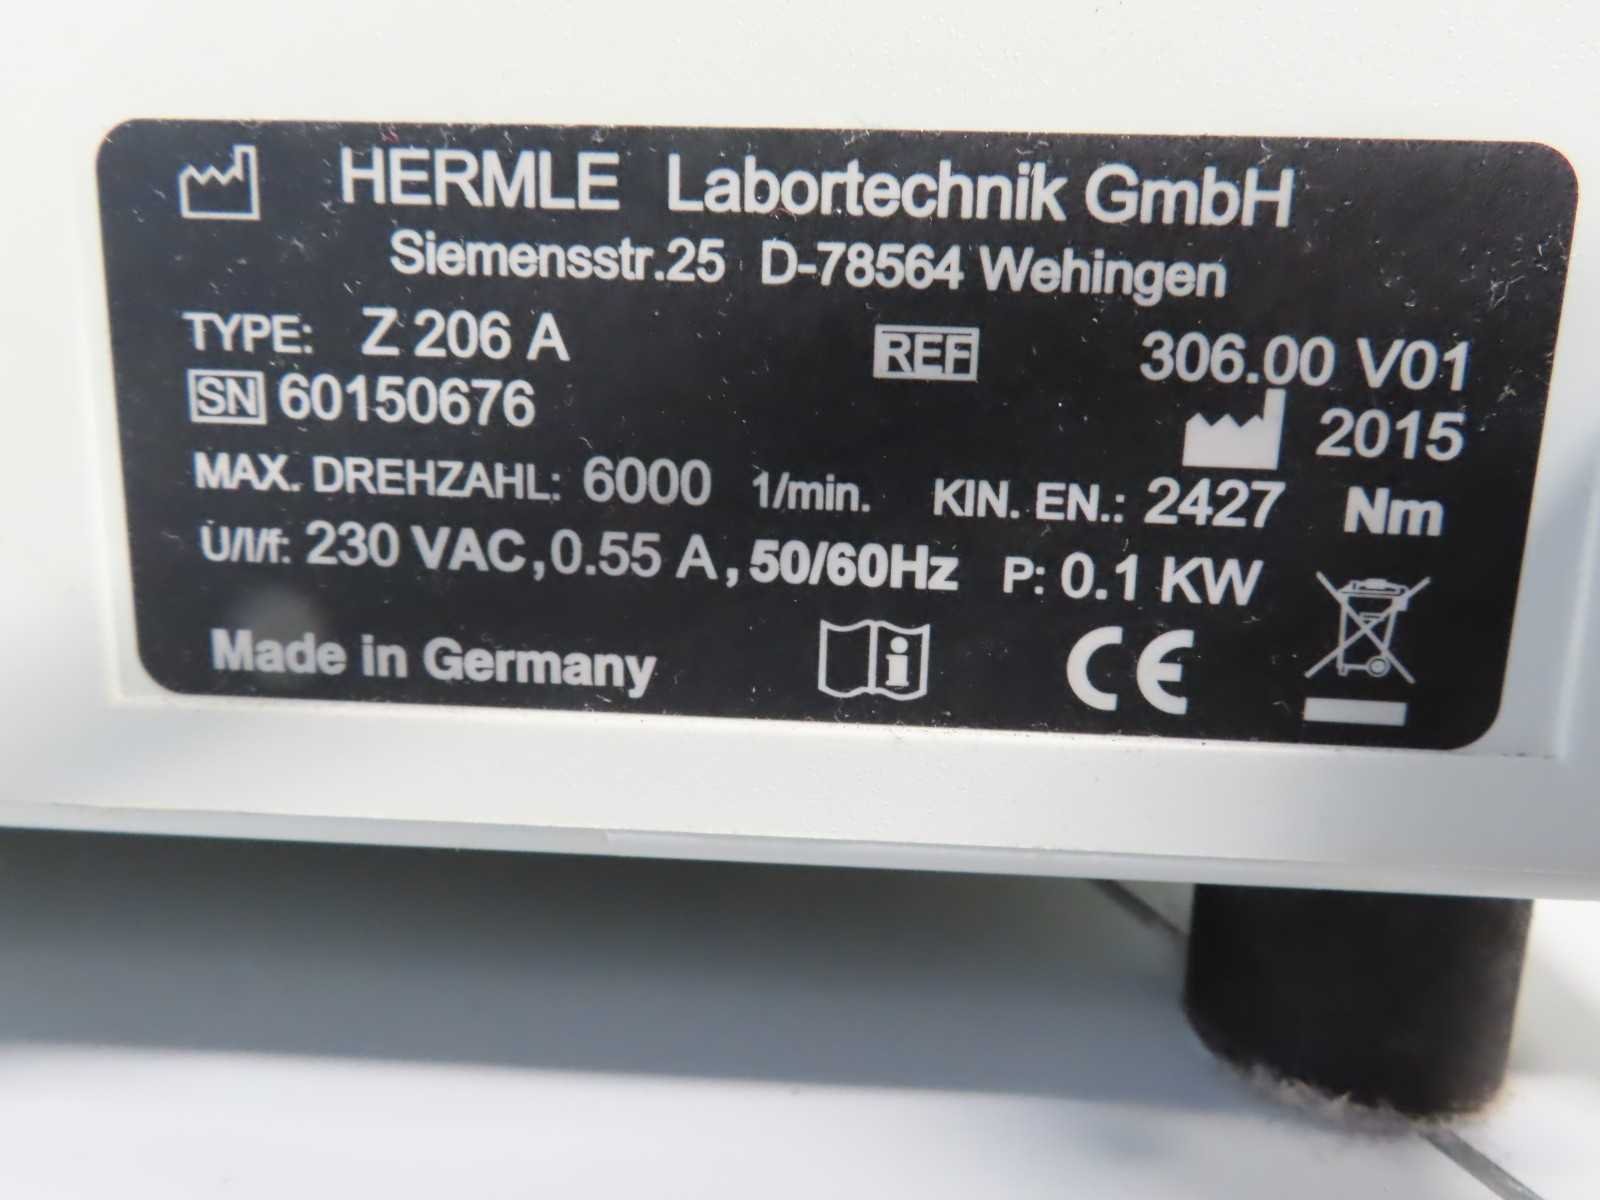 HERMLE Labortechnik GmbH
Siemensstr.25 D-78564 Wehingen
TYPE: Z 206 A REF 306.00 V01
SN 60150676 2015
MAX. DREHZAHL: 6000 1/min. KIN. EN.: 2427 Nm
U/I/f: 230 VAC,0.55 A, 50/60Hz P: 0.1 KW
Made in Germany i CE